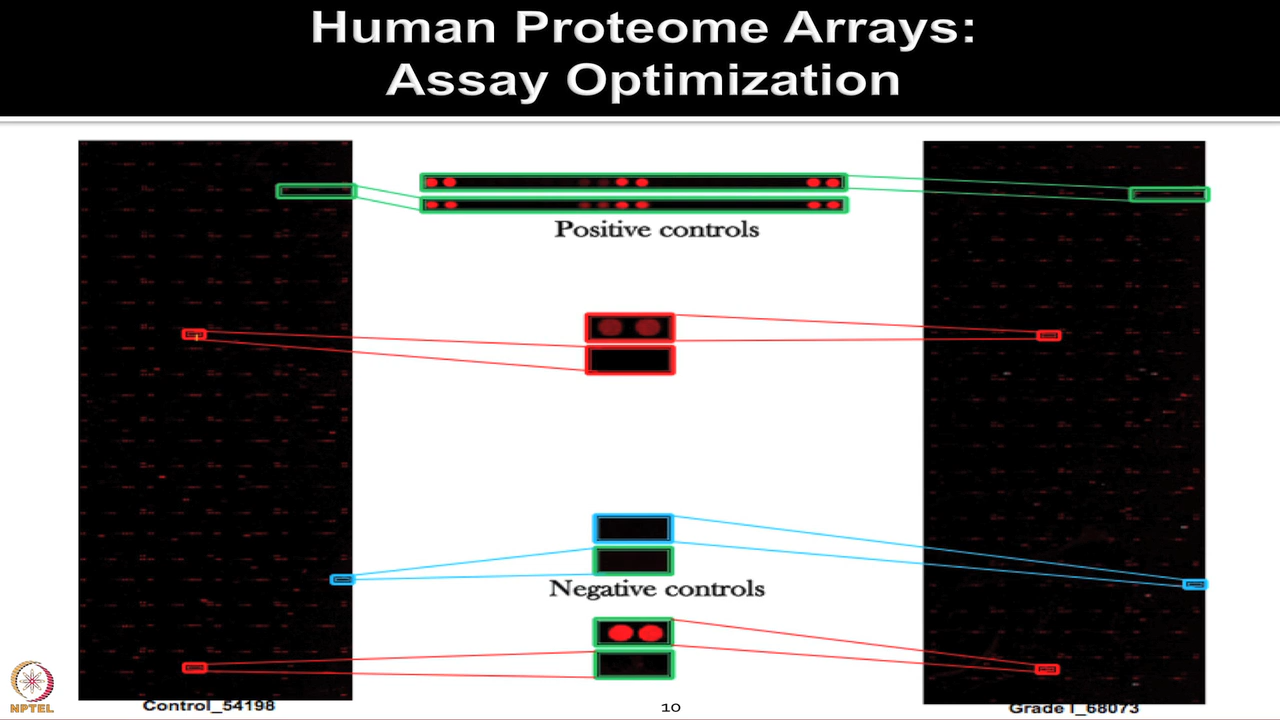 Human Proteome Arrays:
Assay Optimization
Positive controls
Negative controls
NPTEL
Control_54198
10
Grade I_68073